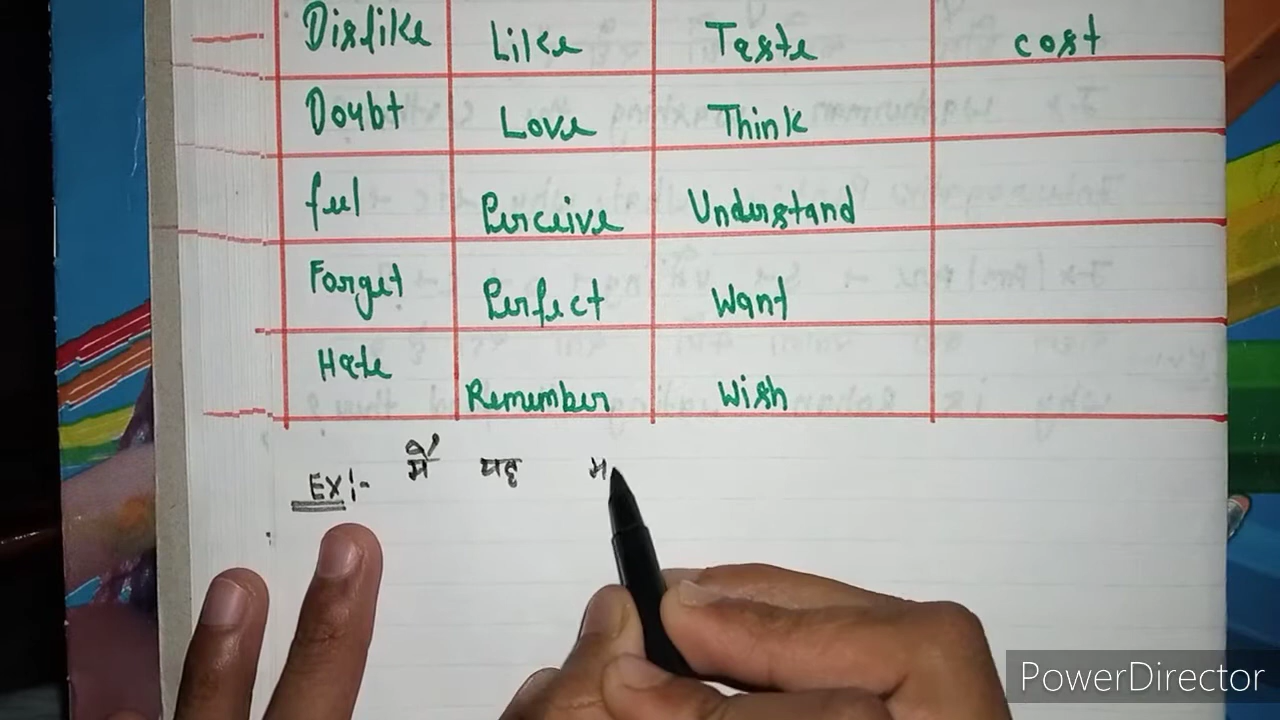 Dislike Like Taste cost
Doubt Love Think
feel Perceive Understand
Forget Perfect Want
Hate Remember Wish
Ex:- मैं यह म
PowerDirector